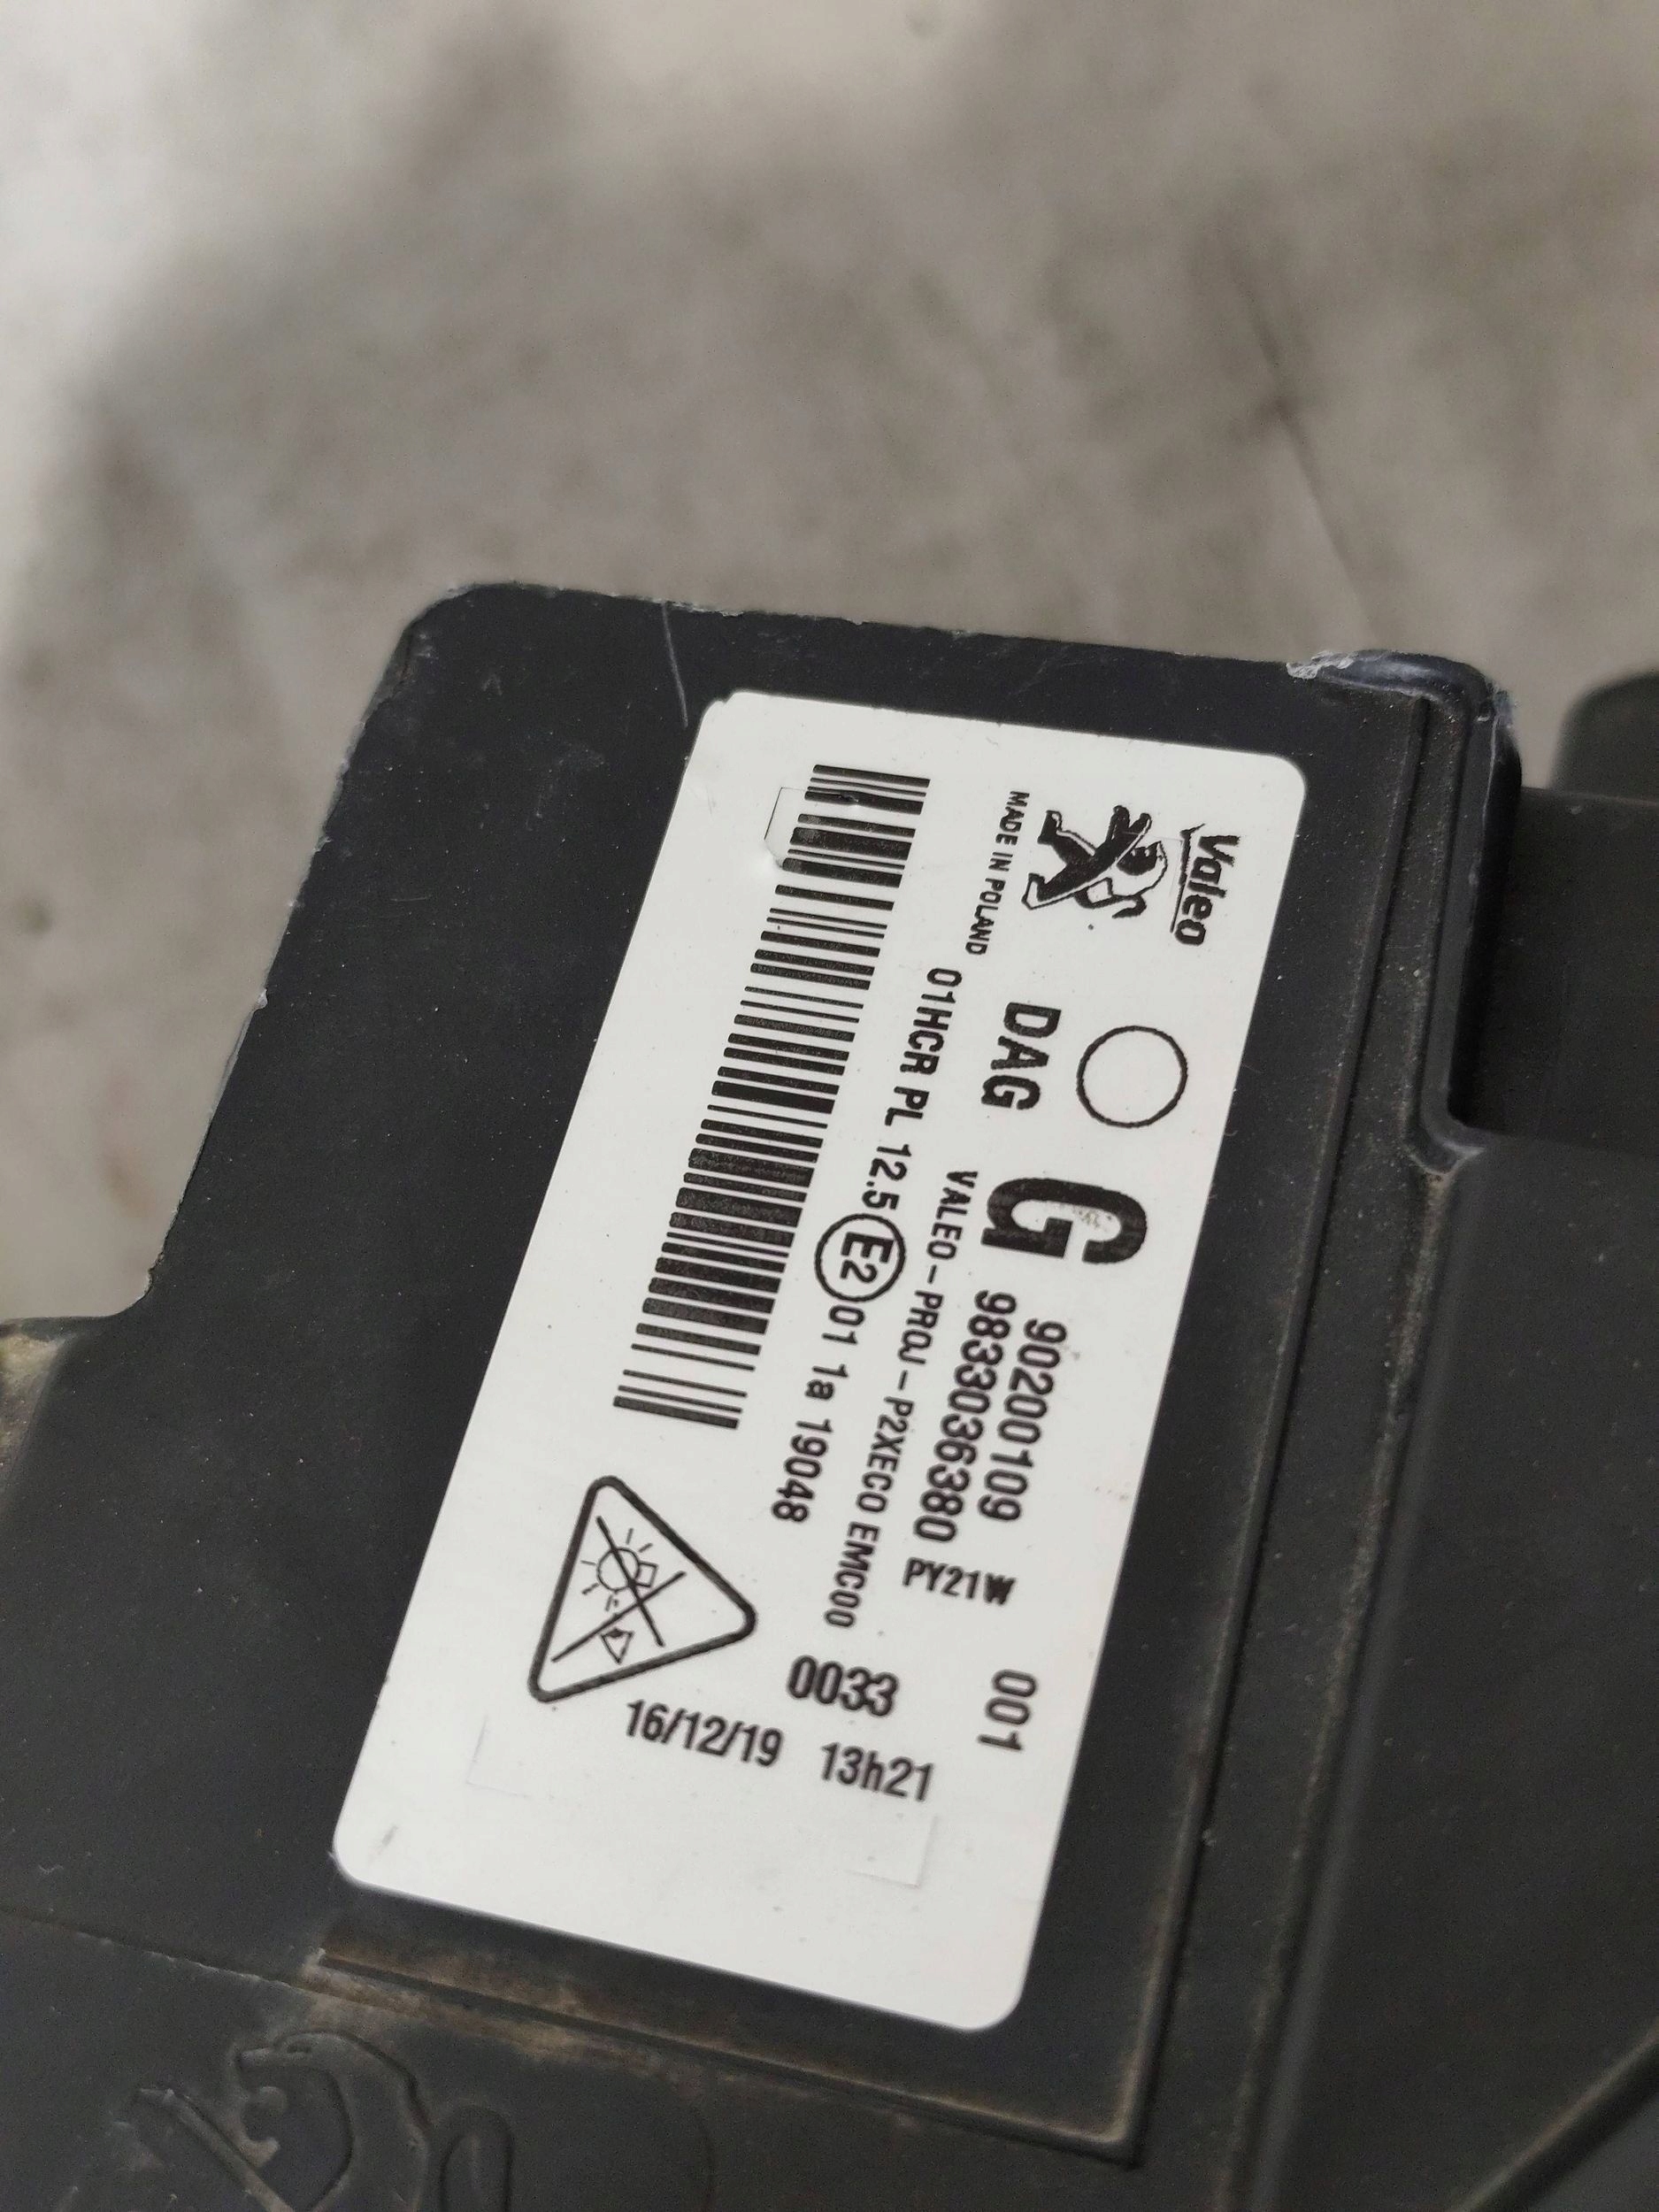 Valeo
MADE IN POLAND
DAG
G
90200109
9833036380
PY21W
001
VALEO-PROJ-P2XECO EMC00
0033
01HCR PL 12.5 E2 01 1a 19048
16/12/19 13h21